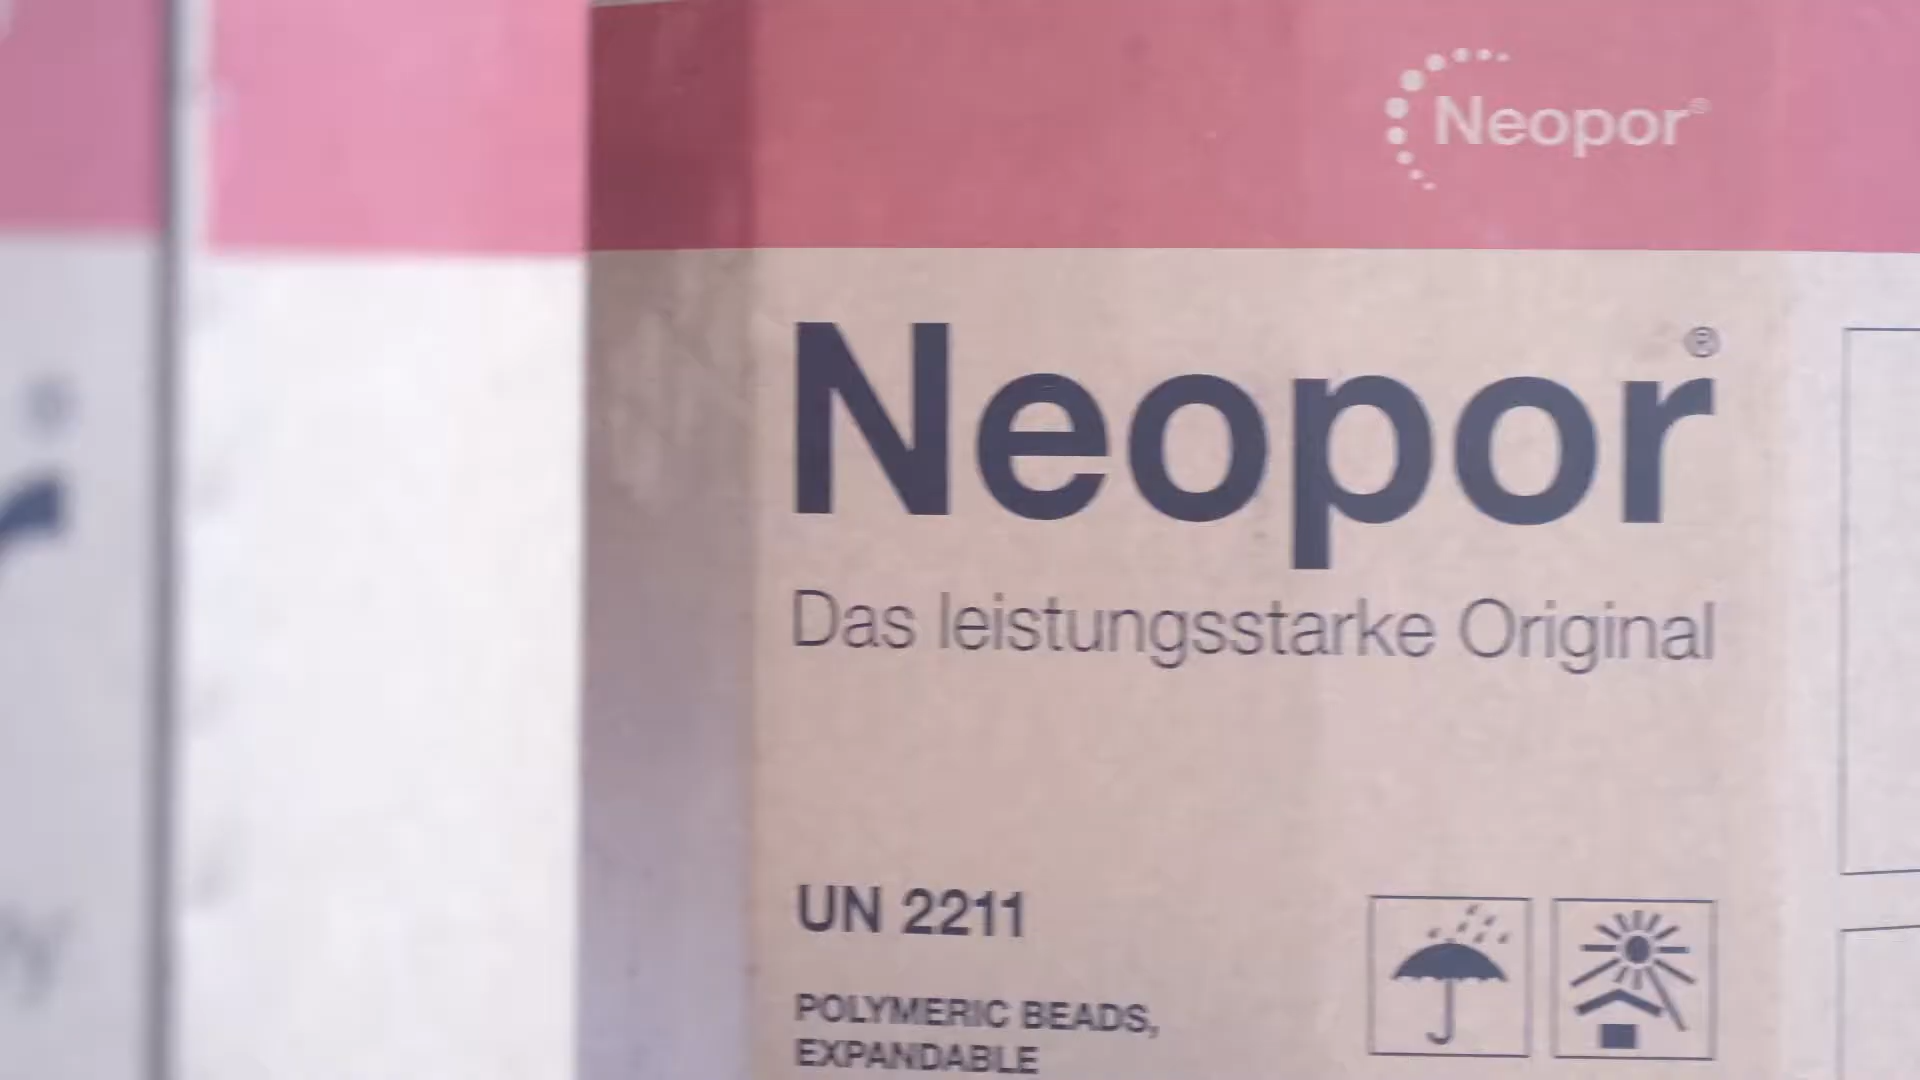 Neopor®
Neopor®
Das leistungsstarke Original
UN 2211
POLYMERIC BEADS,
EXPANDABLE